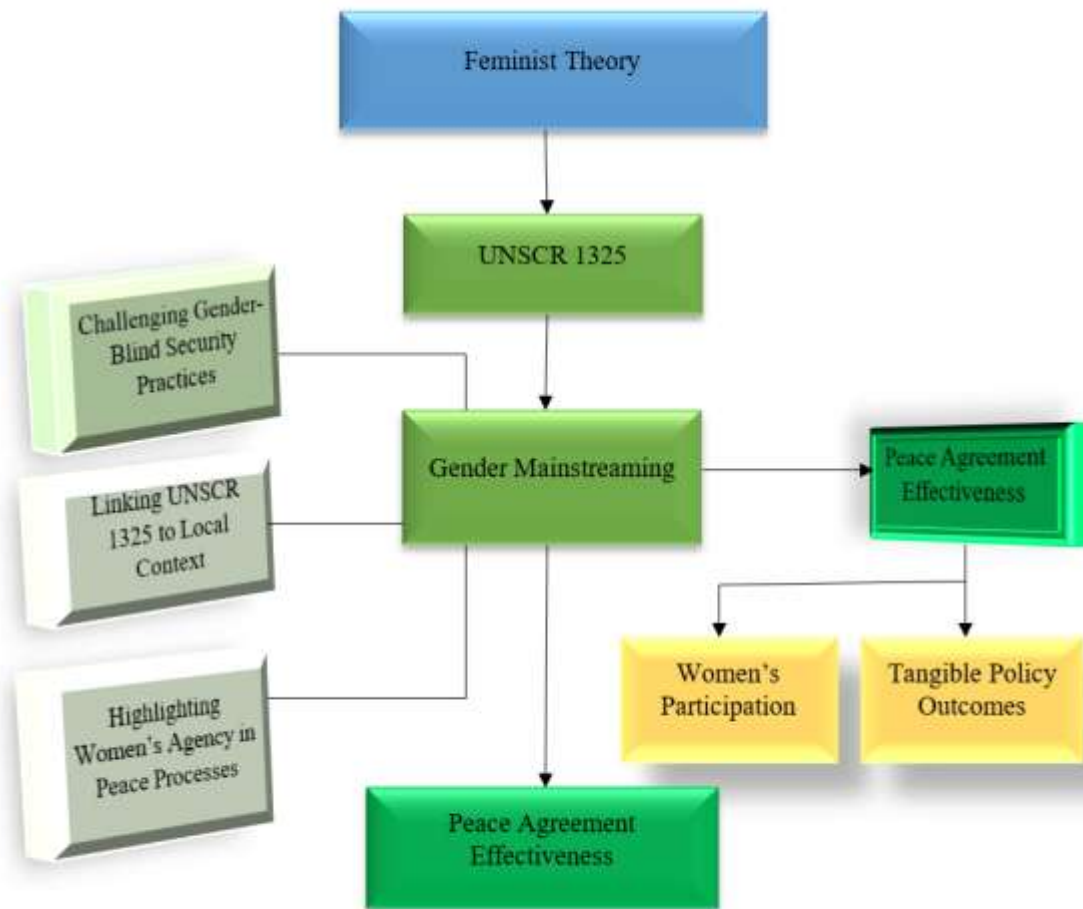 Feminist Theory
UNSCR 1325
Challenging Gender-
Blind Security
Practices
Gender Mainstreaming
Peace Agreement
Effectiveness
Linking UNSCR
1325 to Local
Context
Women's
Participation
Tangible Policy
Outcomes
Highlighting
Women's Agency in
Peace Processes
Peace Agreement
Effectiveness